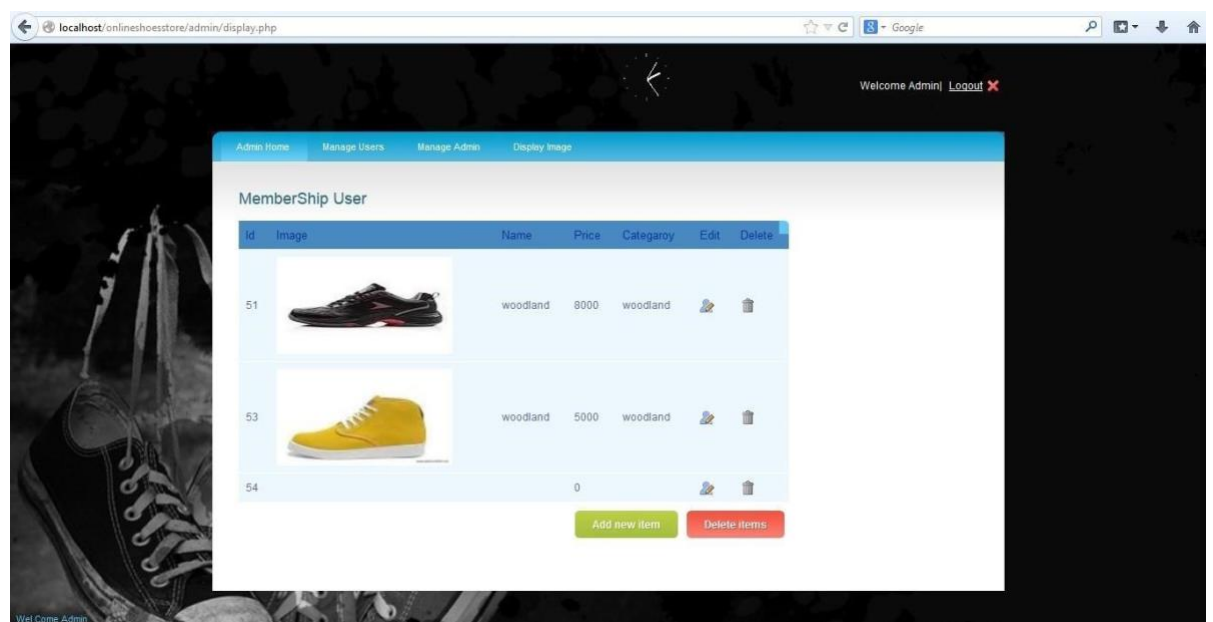 localhost/onlineshoesstore/admin/display.php
Google
Welcome Admin| Logout
Admin Home Manage Users Manage Admin Display Image
MemberShip User
Id Image Name Price Categaroy Edit Delete
51 woodland 8000 woodland
53 woodland 5000 woodland
54 0
Add new item Delete items
Wel Come Admin